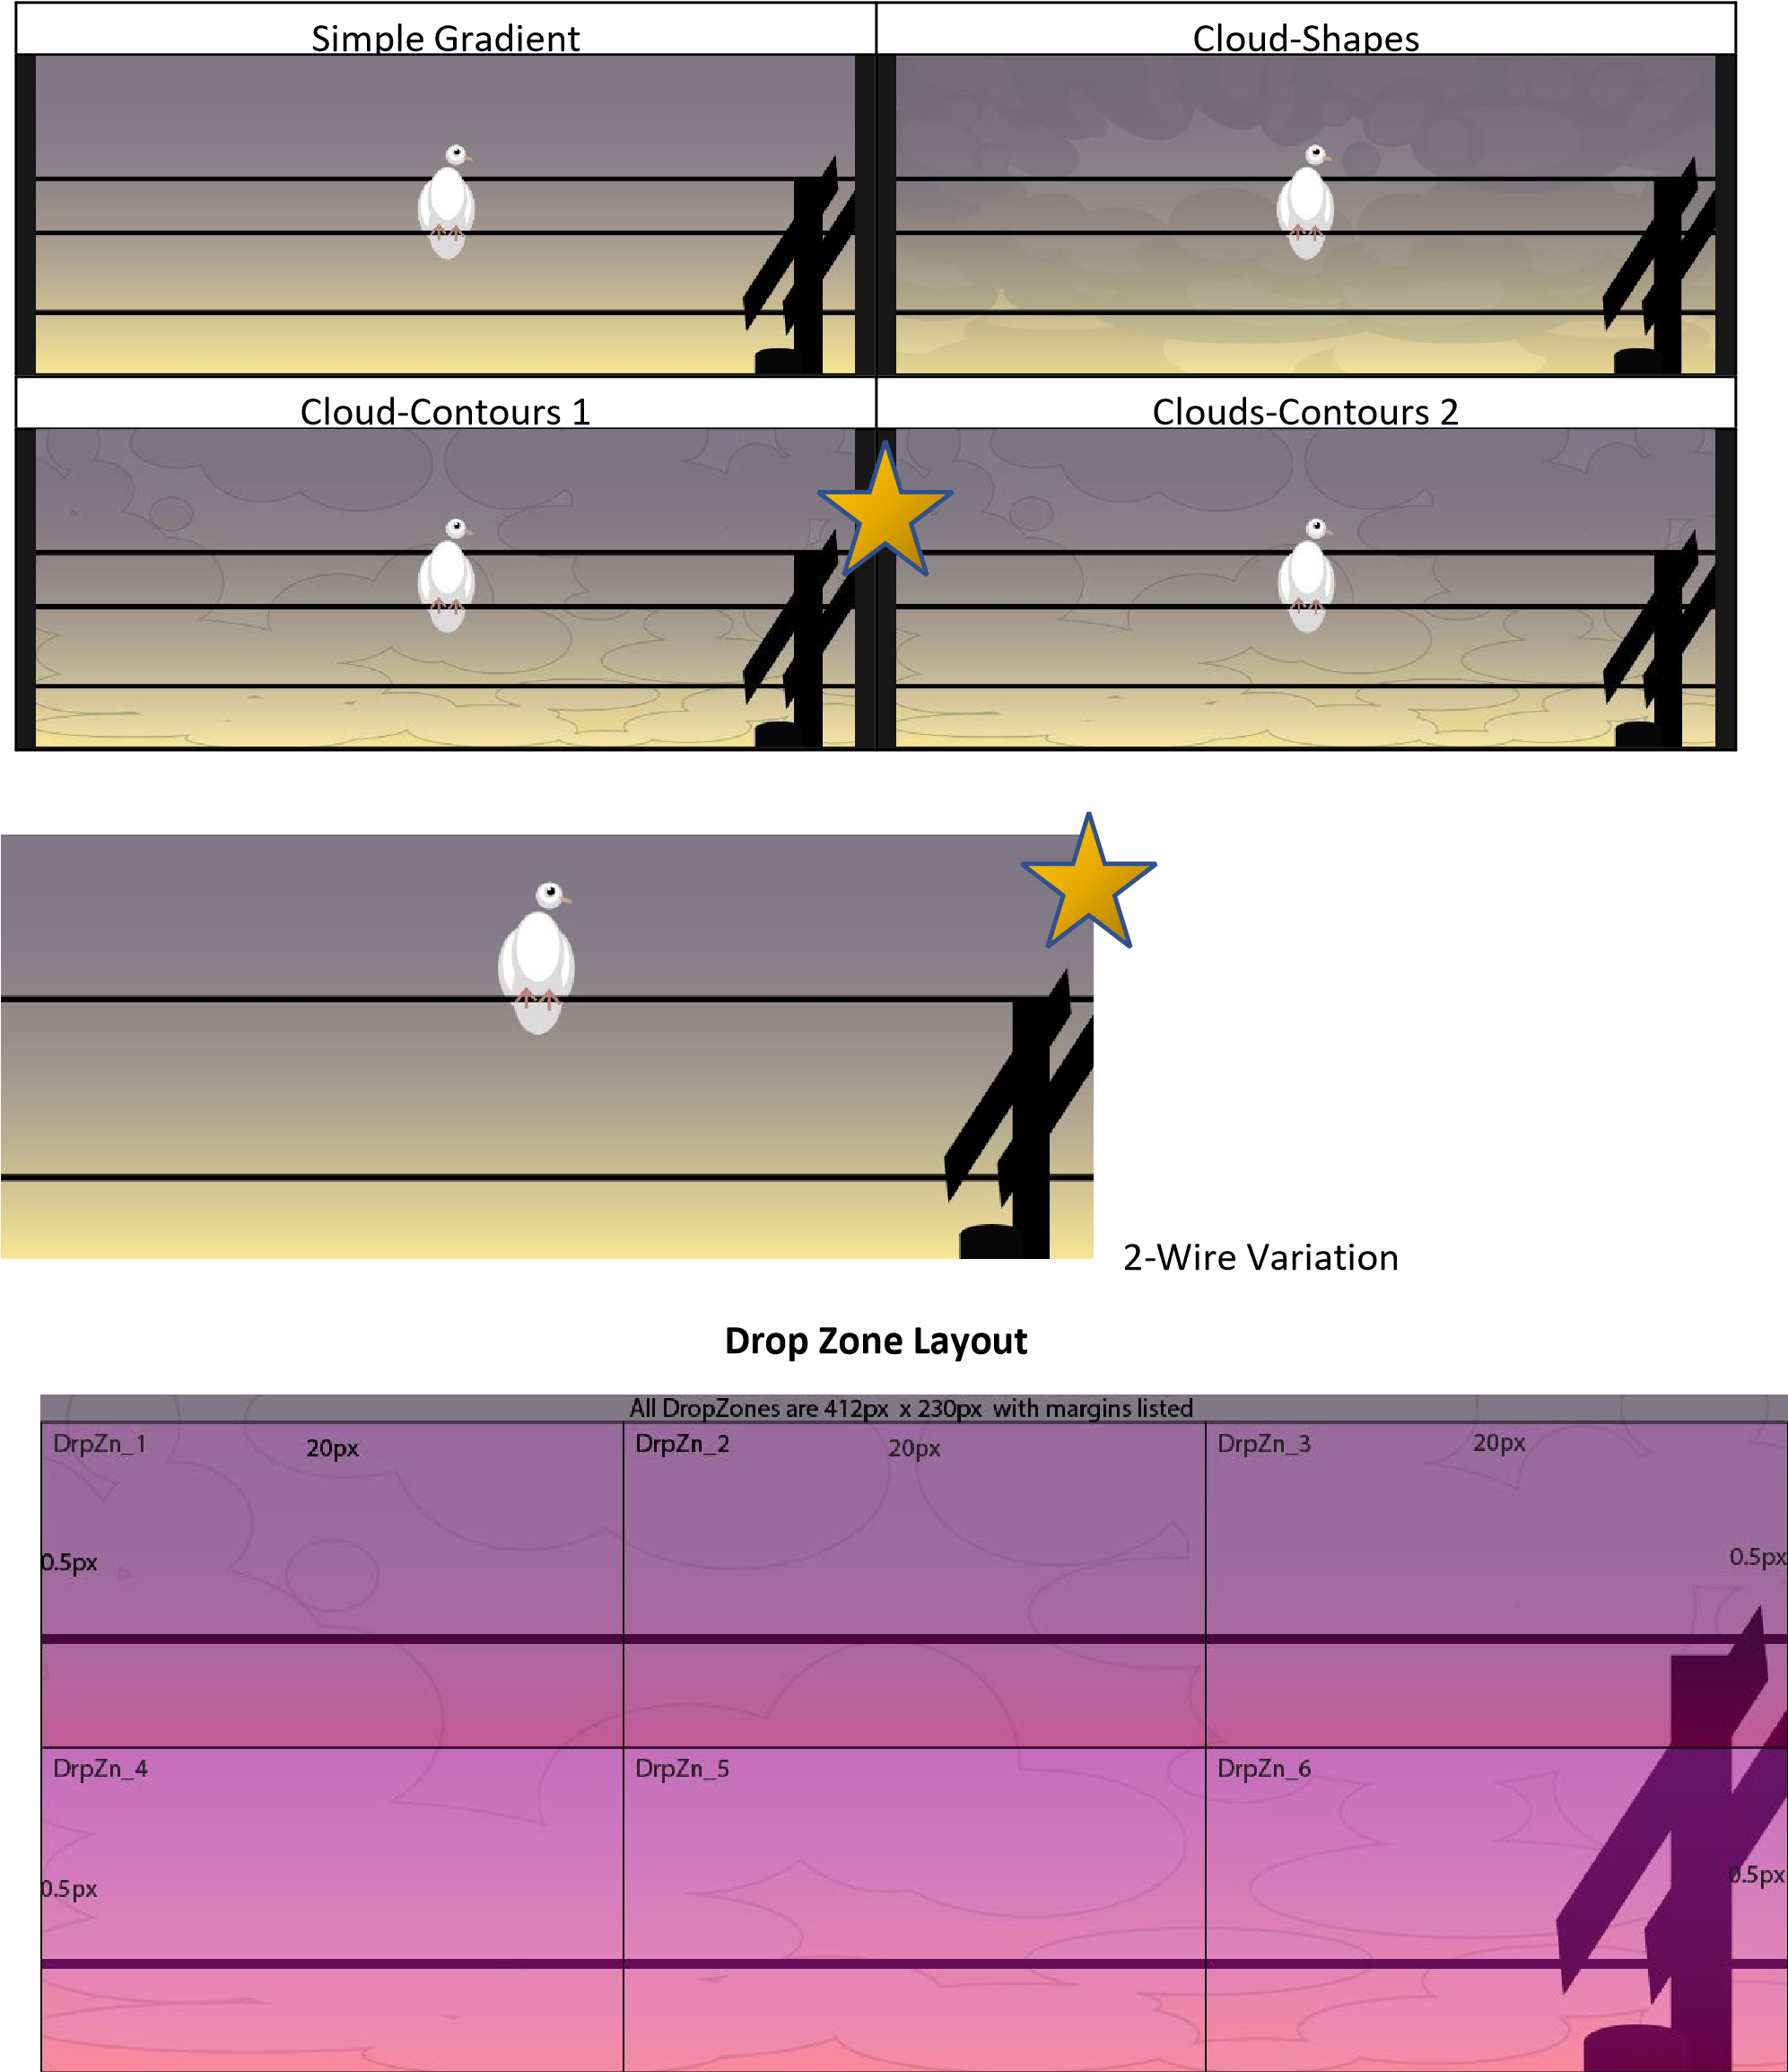 Simple Gradient
Cloud-Shapes
Cloud-Contours 1
Clouds-Contours 2
2-Wire Variation
Drop Zone Layout
All DropZones are 412px x 230px with margins listed
DrpZn_1
20px
DrpZn_2
20px
DrpZn_3
20px
0.5px
0.5px
DrpZn_4
DrpZn_5
DrpZn_6
0.5px
0.5px